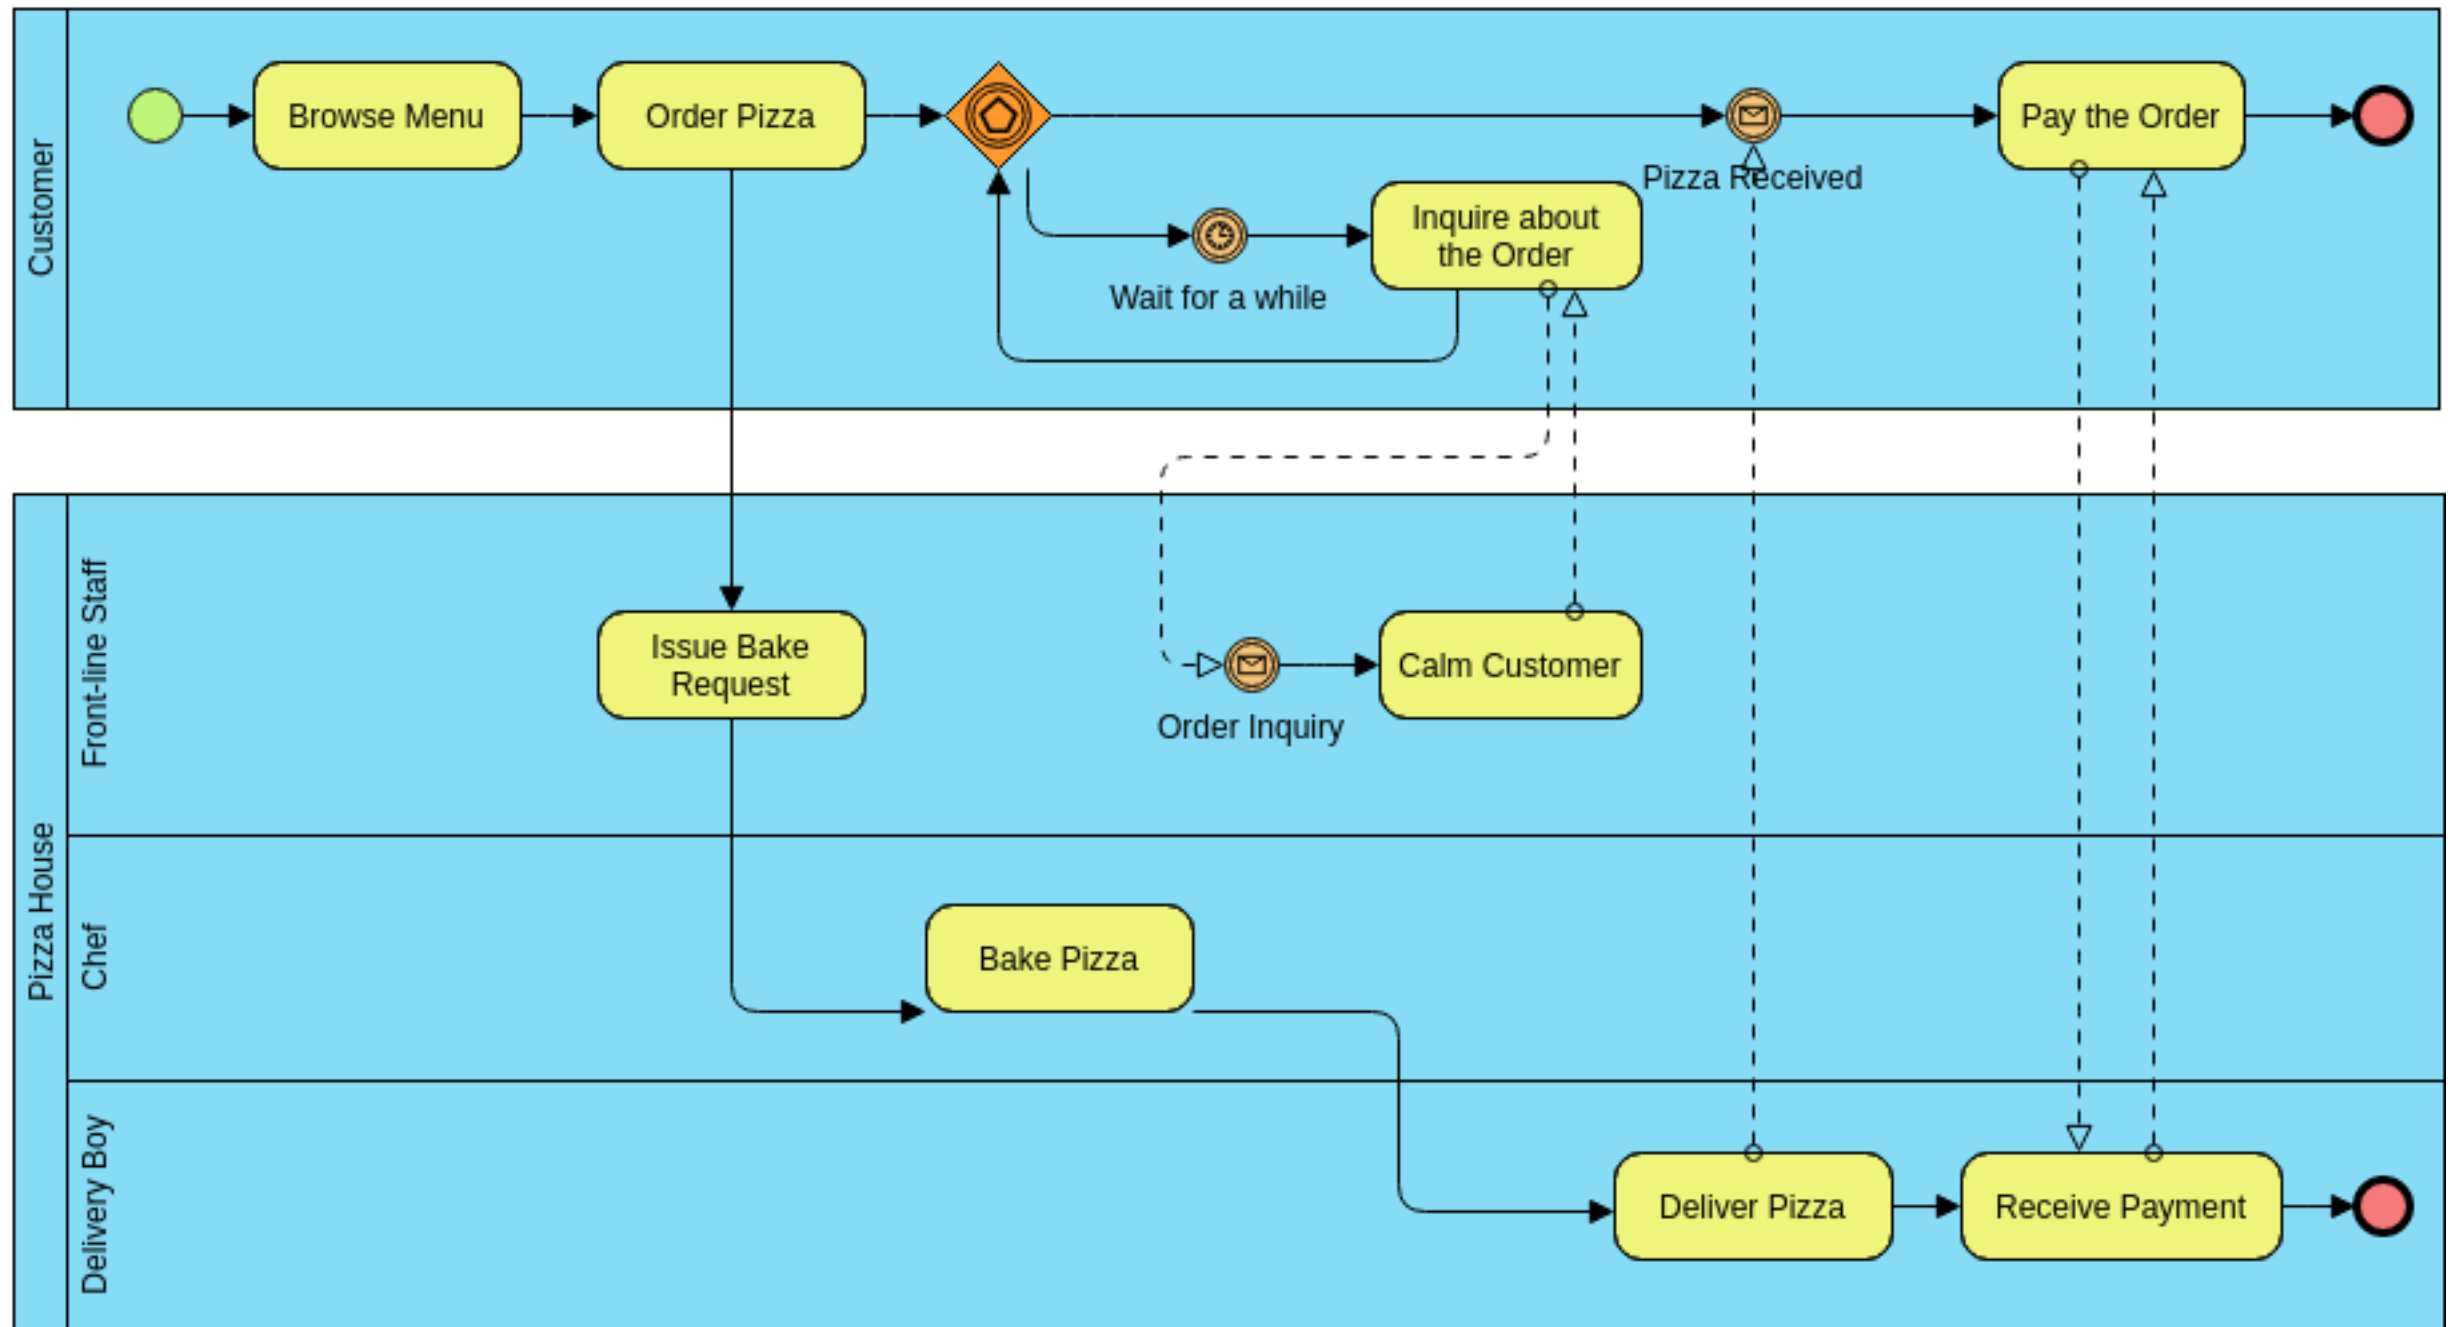 Customer
Browse Menu
Order Pizza
Pay the Order
Pizza Received
Inquire about
the Order
Wait for a while
Pizza House
Front-line Staff
Issue Bake
Request
Calm Customer
Order Inquiry
Chef
Bake Pizza
Delivery Boy
Deliver Pizza
Receive Payment